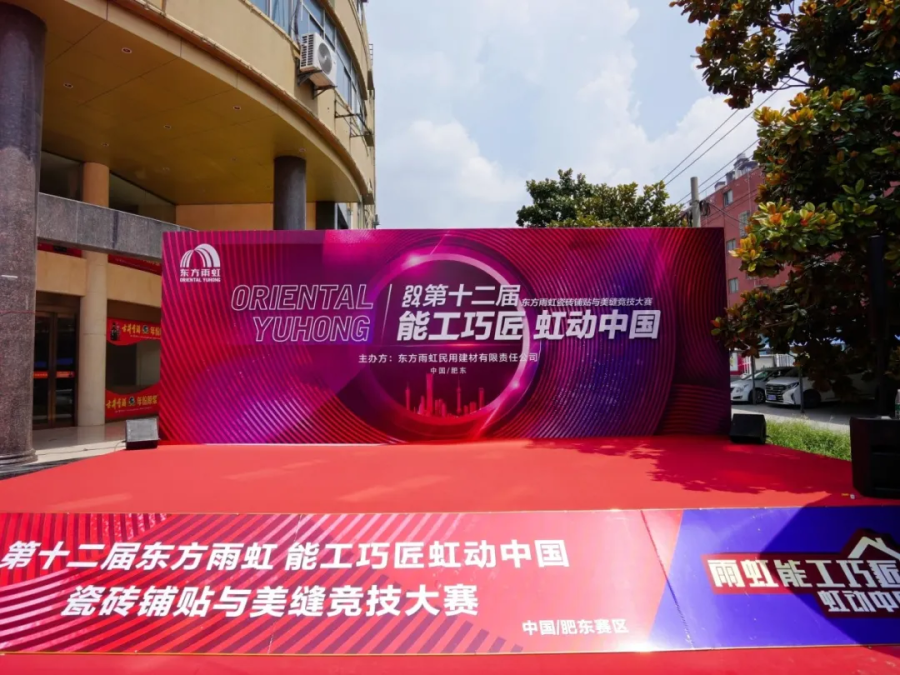 东方雨虹
ORIENTAL YUHONG
ORIENTAL
YUHONG
2024
第十二届
东方雨虹瓷砖铺贴与美缝竞技大赛
能工巧匠 虹动中国
主办方：东方雨虹民用建材有限责任公司
中国/肥东
第十二届东方雨虹 能工巧匠虹动中国
瓷砖铺贴与美缝竞技大赛
中国/肥东赛区
雨虹能工巧匠
虹动中